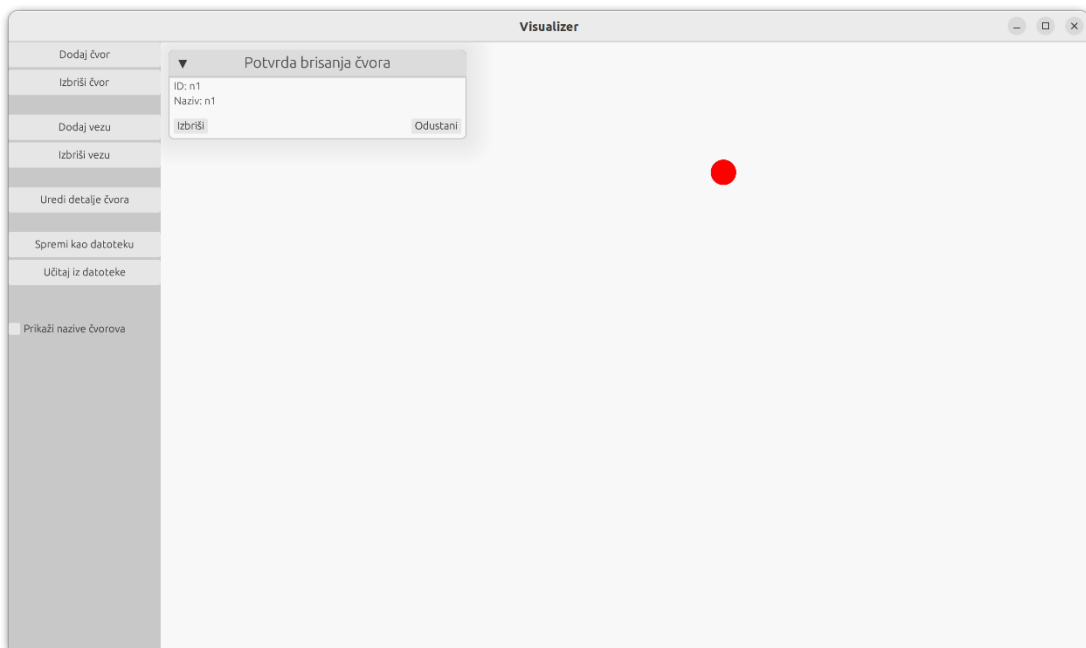 Visualizer
Dodaj čvor
Izbriši čvor
Dodaj vezu
Izbriši vezu
Uredi detalje čvora
Spremi kao datoteku
Učitaj iz datoteke
Prikaži nazive čvorova
Potvrda brisanja čvora
ID: n1
Naziv: n1
Izbriši
Odustani